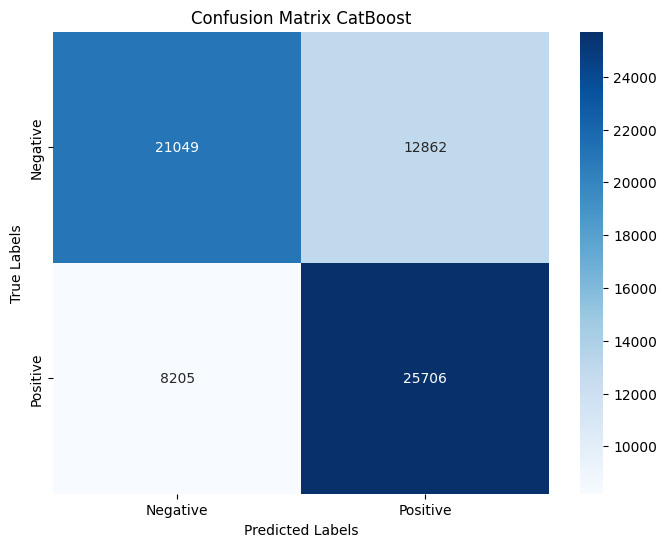 Confusion Matrix CatBoost
True Labels
Negative
Positive
21049 12862
8205 25706
Negative Positive
Predicted Labels
24000
22000
20000
18000
16000
14000
12000
10000